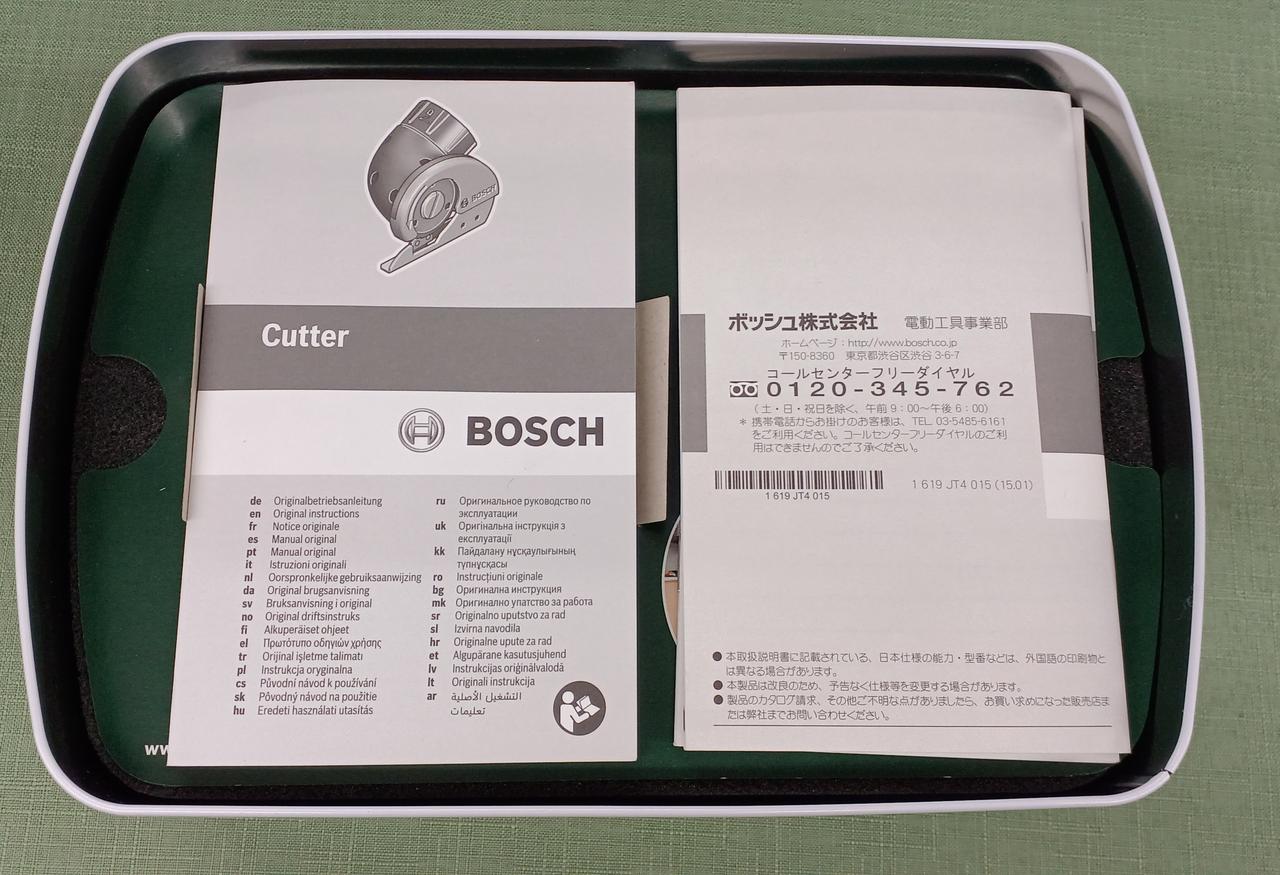 BOSCH
Cutter
BOSCH
de Originalbetriebsanleitung
en Original instructions
fr Notice originale
es Manual original
pt Manual original
it Istruzioni originali
nl Oorspronkelijke gebruiksaanwijzing
da Original brugsanvisning
sv Bruksanvisning i original
no Original driftsinstruks
fi Alkuperäiset ohjeet
el Πρωτότυπο οδηγιών χρήσης
tr Orijinal işletme talimatı
pl Instrukcja oryginalna
cs Původní návod k používání
sk Pôvodný návod na použitie
hu Eredeti használati utasítás
ru Оригинальное руководство по
эксплуатации
uk Оригінальна інструкція з
експлуатації
kk Пайдалану нұсқаулығының
түпнұсқасы
ro Instrucțiuni originale
bg Оригинална инструкция
mk Оригинално упатство за работа
sr Originalno uputstvo za rad
sl Izvirna navodila
hr Originalne upute za rad
et Algupärane kasutusjuhend
lv Instrukcijas oriģinālvalodā
lt Originali instrukcija
ar التشغيل الأصلية
تعليمات
ww
ボッシュ株式会社 電動工具事業部
ホームページ：http://www.bosch.co.jp
〒150-8360 東京都渋谷区渋谷 3-6-7
コールセンターフリーダイヤル
0120-345-762
（土・日・祝日を除く、午前 9：00〜午後 6：00）
＊ 携帯電話からお掛けのお客様は、TEL. 03-5485-6161
をご利用ください。コールセンターフリーダイヤルのご利
用はできませんのでご了承ください。
1 619 JT4 015
1 619 JT4 015 (15.01)
● 本取扱説明書に記載されている、日本仕様の能力・型番などは、外国語の印刷物と
は異なる場合があります。
● 本製品は改良のため、予告なく仕様等を変更する場合があります。
● 製品のカタログ請求、その他ご不明な点がありましたら、お買い求めになった販売店ま
たは弊社までお問い合わせください。